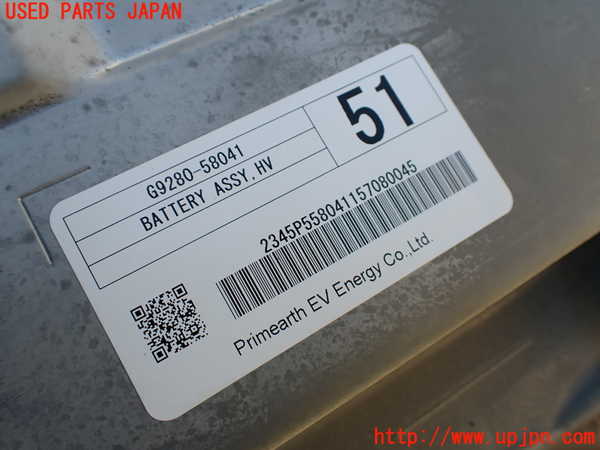 USED PARTS JAPAN
G9280-58041
51
BATTERY ASSY,HV
2345P558041157080045
Primearth EV Energy Co.,Ltd.
http://www.upjpn.com/